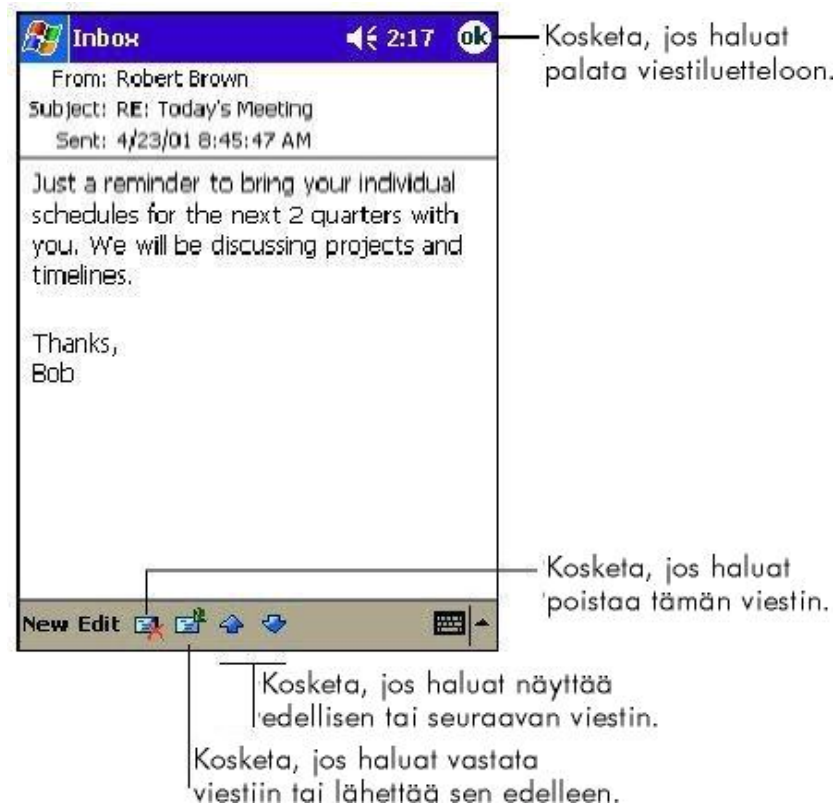 Inbox 2:17 ok
Kosketa, jos haluat
palata viestiluetteloon.
From: Robert Brown
Subject: RE: Today's Meeting
Sent: 4/23/01 8:45:47 AM
Just a reminder to bring your individual
schedules for the next 2 quarters with
you. We will be discussing projects and
timelines.
Thanks,
Bob
Kosketa, jos haluat
poistaa tämän viestin.
New Edit
Kosketa, jos haluat näyttää
edellisen tai seuraavan viestin.
Kosketa, jos haluat vastata
viestiin tai lähettää sen edelleen.